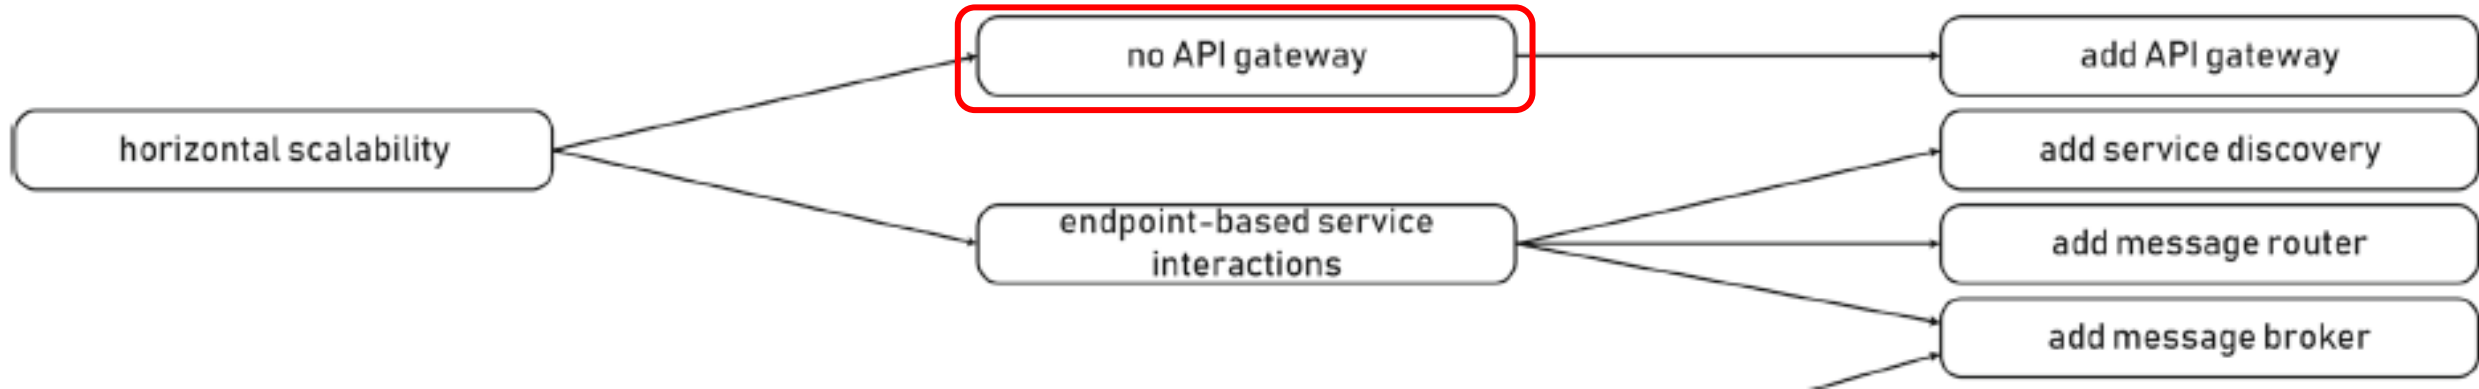 no API gateway
add API gateway
horizontal scalability
add service discovery
endpoint-based service
interactions
add message router
add message broker